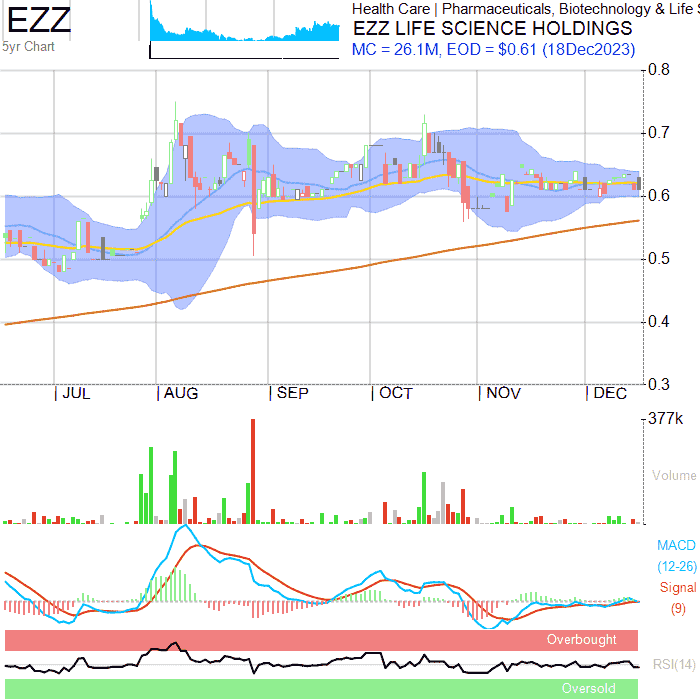 EZZ
5yr Chart
Health Care | Pharmaceuticals, Biotechnology & Life S
EZZ LIFE SCIENCE HOLDINGS
MC = 26.1M, EOD = $0.61 (18Dec2023)
0.8
0.7
0.6
0.5
0.4
0.3
| JUL | AUG | SEP | OCT | NOV | DEC
377k
Volume
MACD
(12-26)
Signal
(9)
Overbought
RSI(14)
Oversold